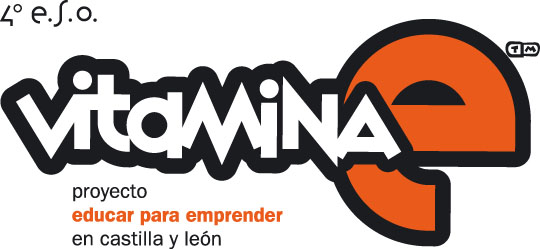 4º e.s.o.
vitamina e TM
proyecto
educar para emprender
en castilla y león